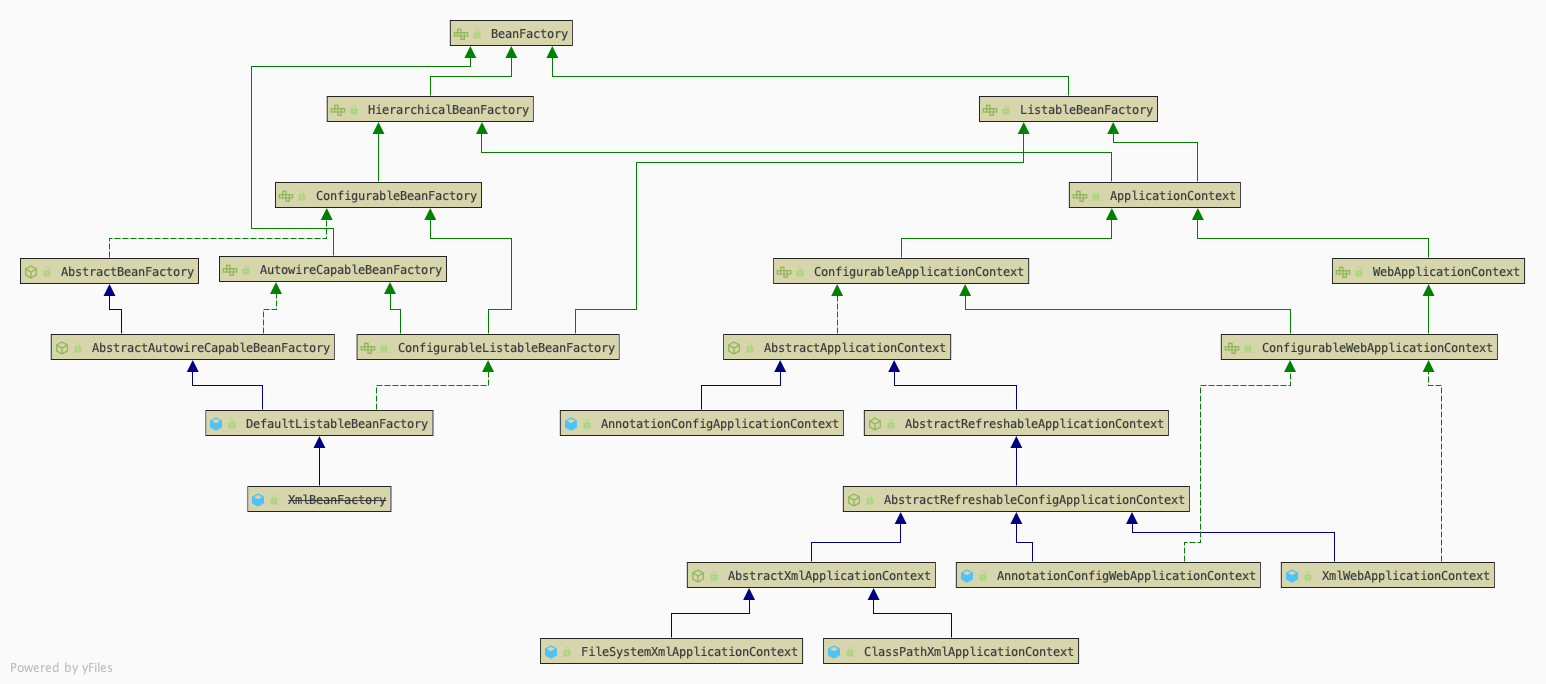 BeanFactory
HierarchicalBeanFactory
ListableBeanFactory
ConfigurableBeanFactory
ApplicationContext
AbstractBeanFactory
AutowireCapableBeanFactory
ConfigurableApplicationContext
WebApplicationContext
AbstractAutowireCapableBeanFactory
ConfigurableListableBeanFactory
AbstractApplicationContext
ConfigurableWebApplicationContext
DefaultListableBeanFactory
AnnotationConfigApplicationContext
AbstractRefreshableApplicationContext
XmlBeanFactory
AbstractRefreshableConfigApplicationContext
AbstractXmlApplicationContext
AnnotationConfigWebApplicationContext
XmlWebApplicationContext
FileSystemXmlApplicationContext
ClassPathXmlApplicationContext
Powered by yFiles